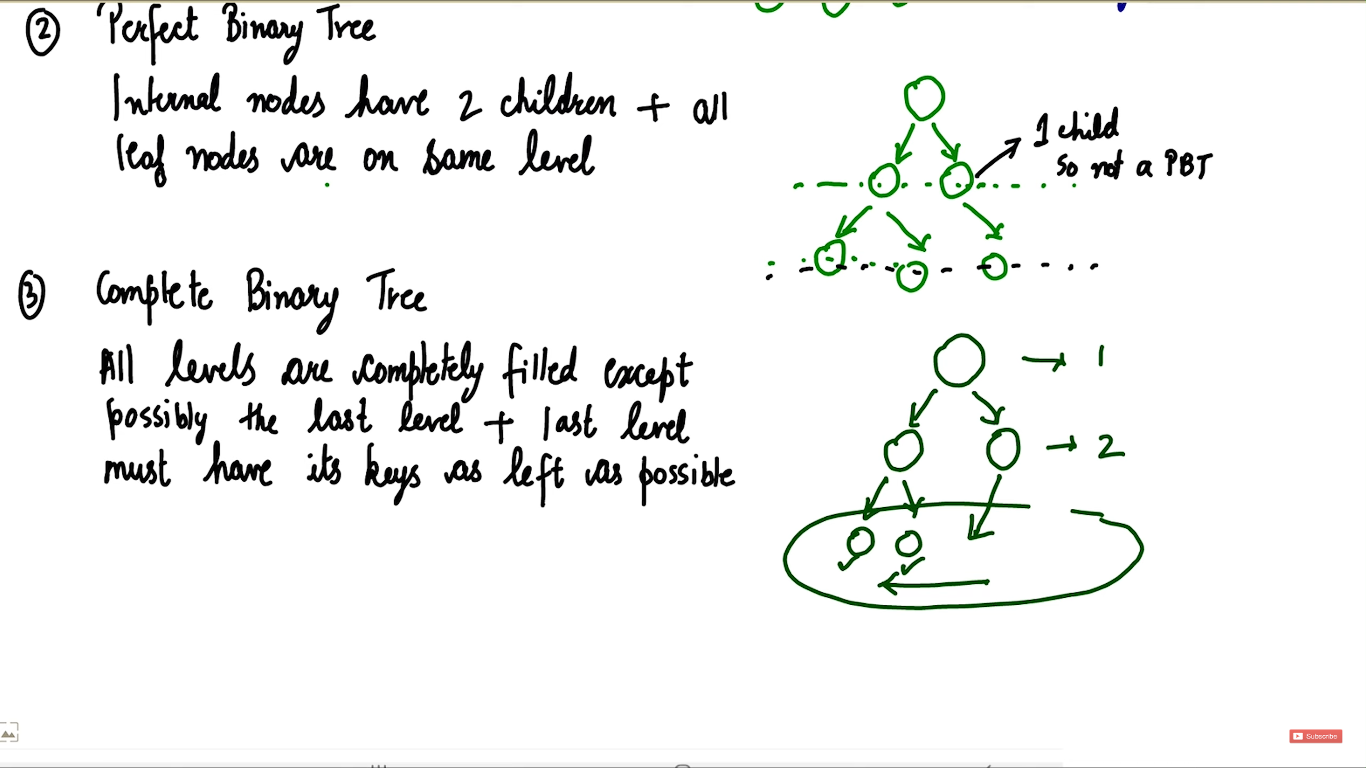 ② Perfect Binary Tree
Internal nodes have 2 children + all
leaf nodes are on same level
1 child
So not a PBT
③ Complete Binary Tree
All levels are completely filled except
possibly the last level + last level
must have its keys as left as possible
→ 1
→ 2
Subscribe